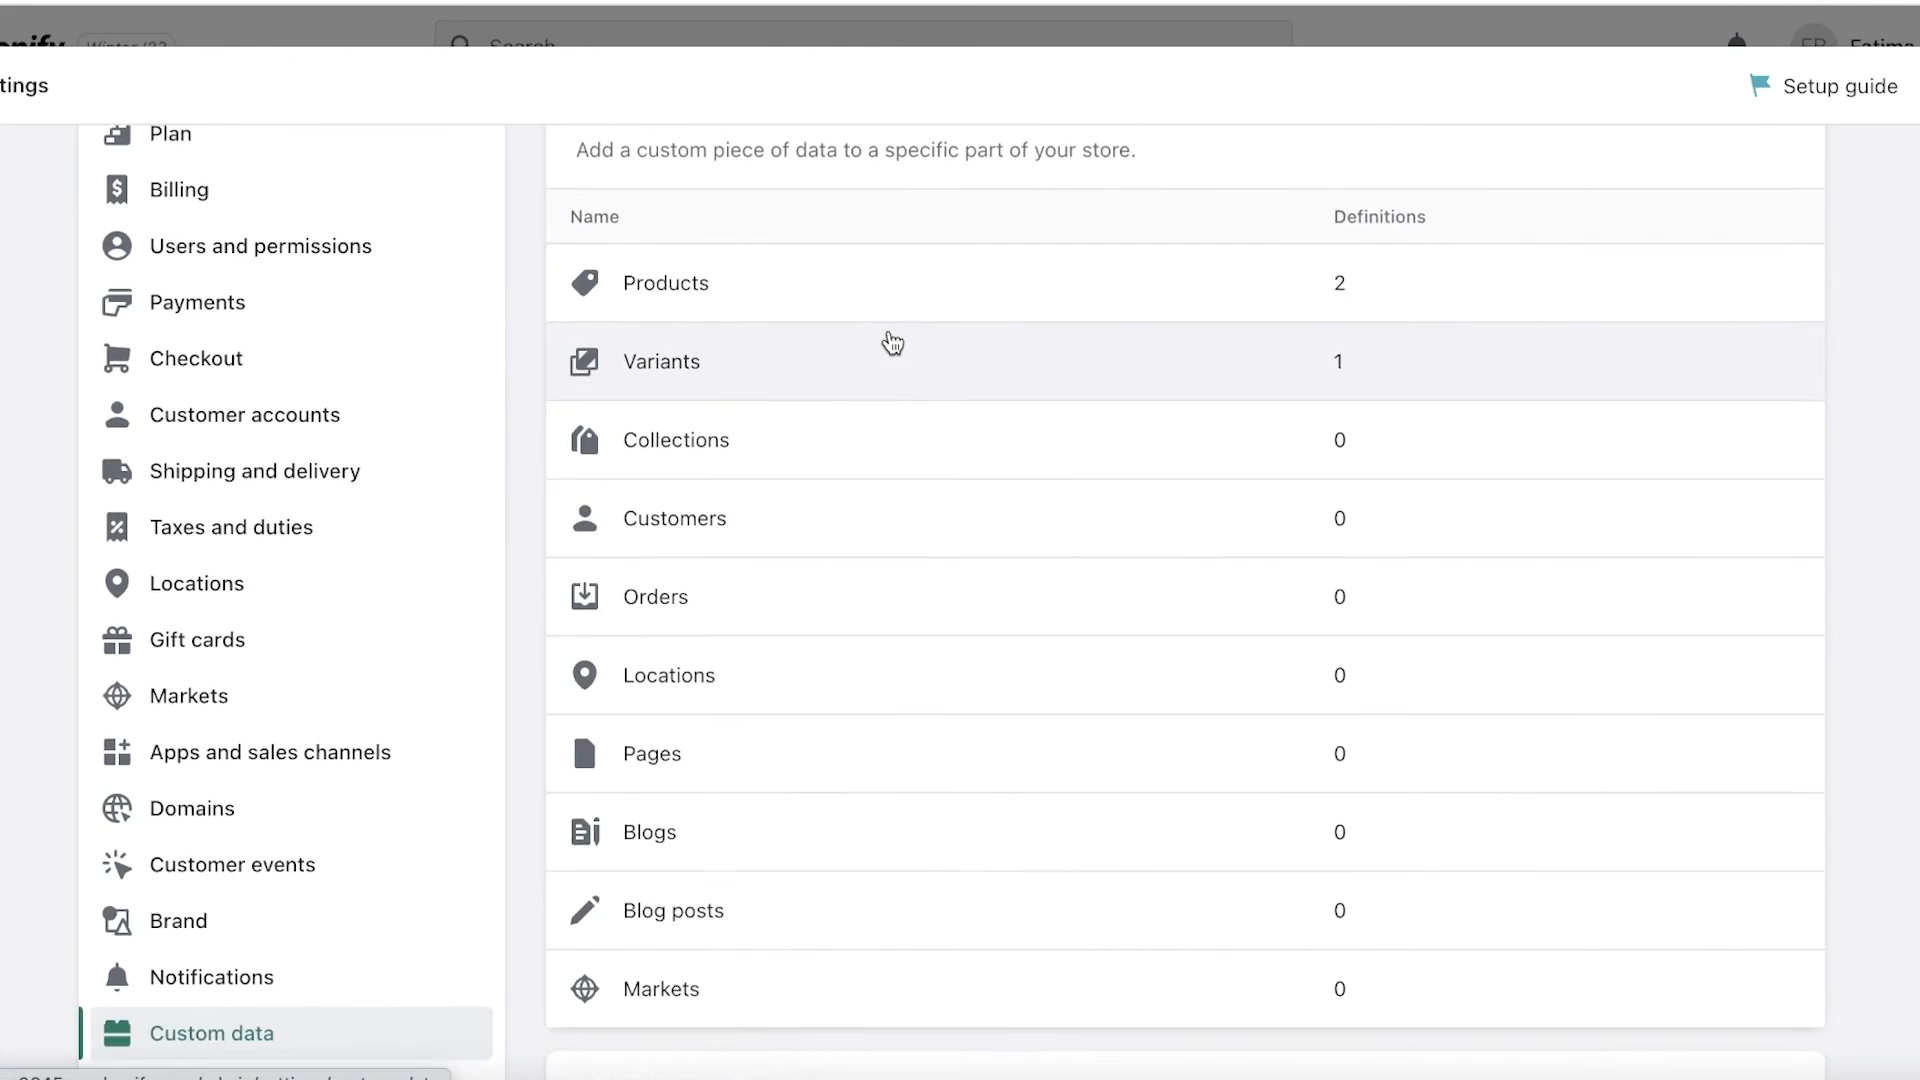 Search
tings
Setup guide
Plan
Billing
Users and permissions
Payments
Checkout
Customer accounts
Shipping and delivery
Taxes and duties
Locations
Gift cards
Markets
Apps and sales channels
Domains
Customer events
Brand
Notifications
Custom data
Add a custom piece of data to a specific part of your store.
Name Definitions
Products 2
Variants 1
Collections 0
Customers 0
Orders 0
Locations 0
Pages 0
Blogs 0
Blog posts 0
Markets 0